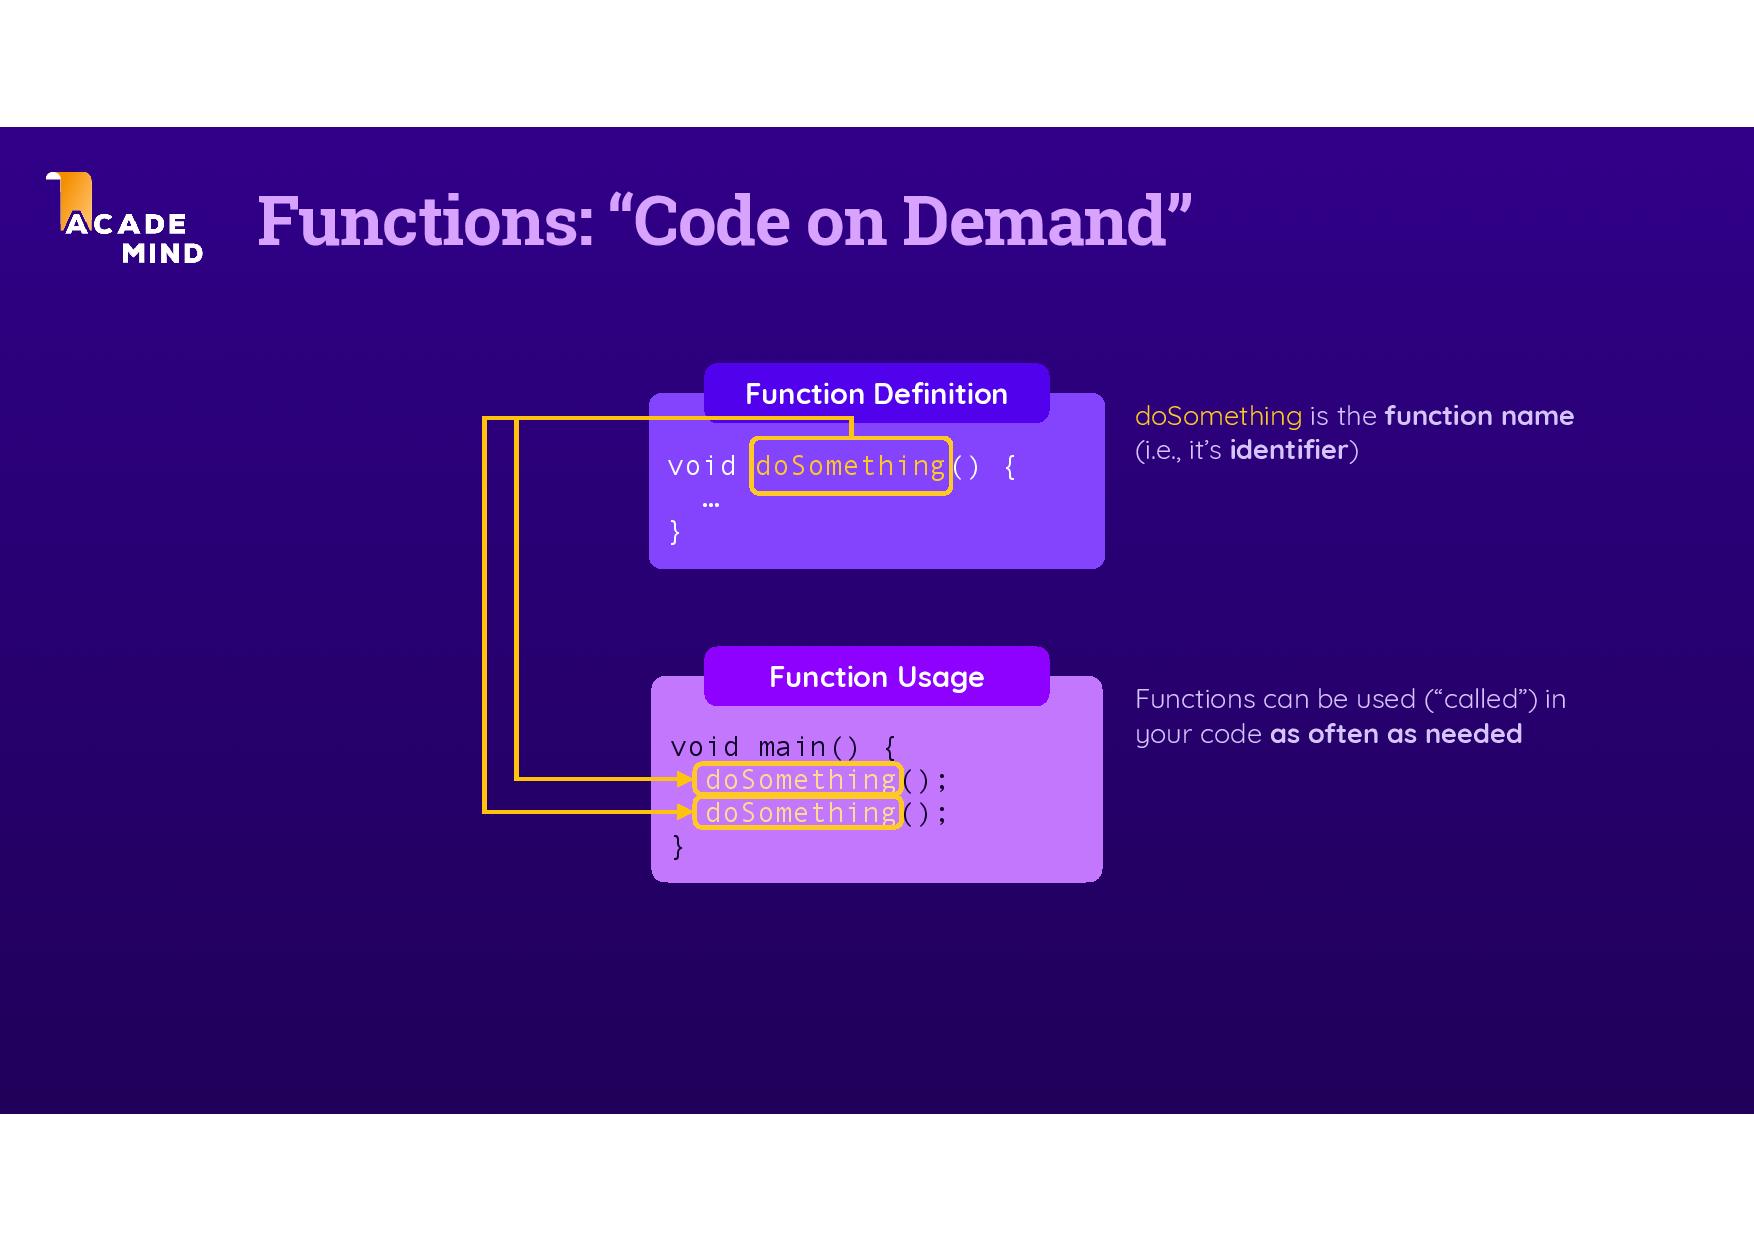 ACADE
MIND
Functions: “Code on Demand”
Function Definition
void doSomething() {
…
}
doSomething is the function name
(i.e., it’s identifier)
Function Usage
void main() {
doSomething();
doSomething();
}
Functions can be used (“called”) in
your code as often as needed